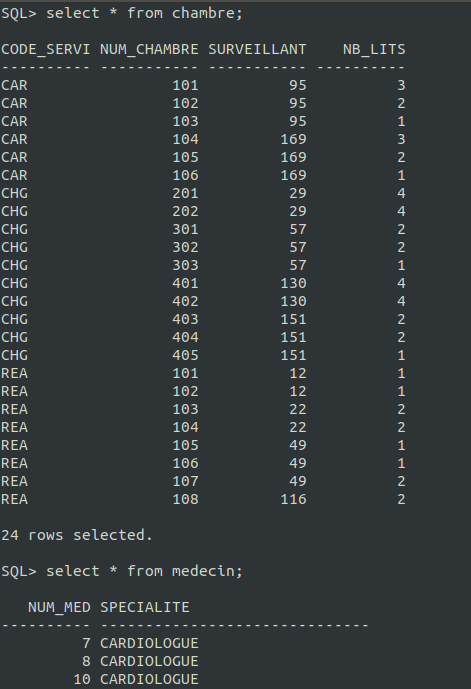 SQL> select * from chambre;
CODE_SERVI NUM_CHAMBRE SURVEILLANT    NB_LITS
---------- ----------- ----------- ----------
CAR                101          95          3
CAR                102          95          2
CAR                103          95          1
CAR                104         169          3
CAR                105         169          2
CAR                106         169          1
CHG                201          29          4
CHG                202          29          4
CHG                301          57          2
CHG                302          57          2
CHG                303          57          1
CHG                401         130          4
CHG                402         130          4
CHG                403         151          2
CHG                404         151          2
CHG                405         151          1
REA                101          12          1
REA                102          12          1
REA                103          22          2
REA                104          22          2
REA                105          49          1
REA                106          49          1
REA                107          49          2
REA                108         116          2
24 rows selected.
SQL> select * from medecin;
   NUM_MED SPECIALITE
---------- ------------------------------
         7 CARDIOLOGUE
         8 CARDIOLOGUE
        10 CARDIOLOGUE